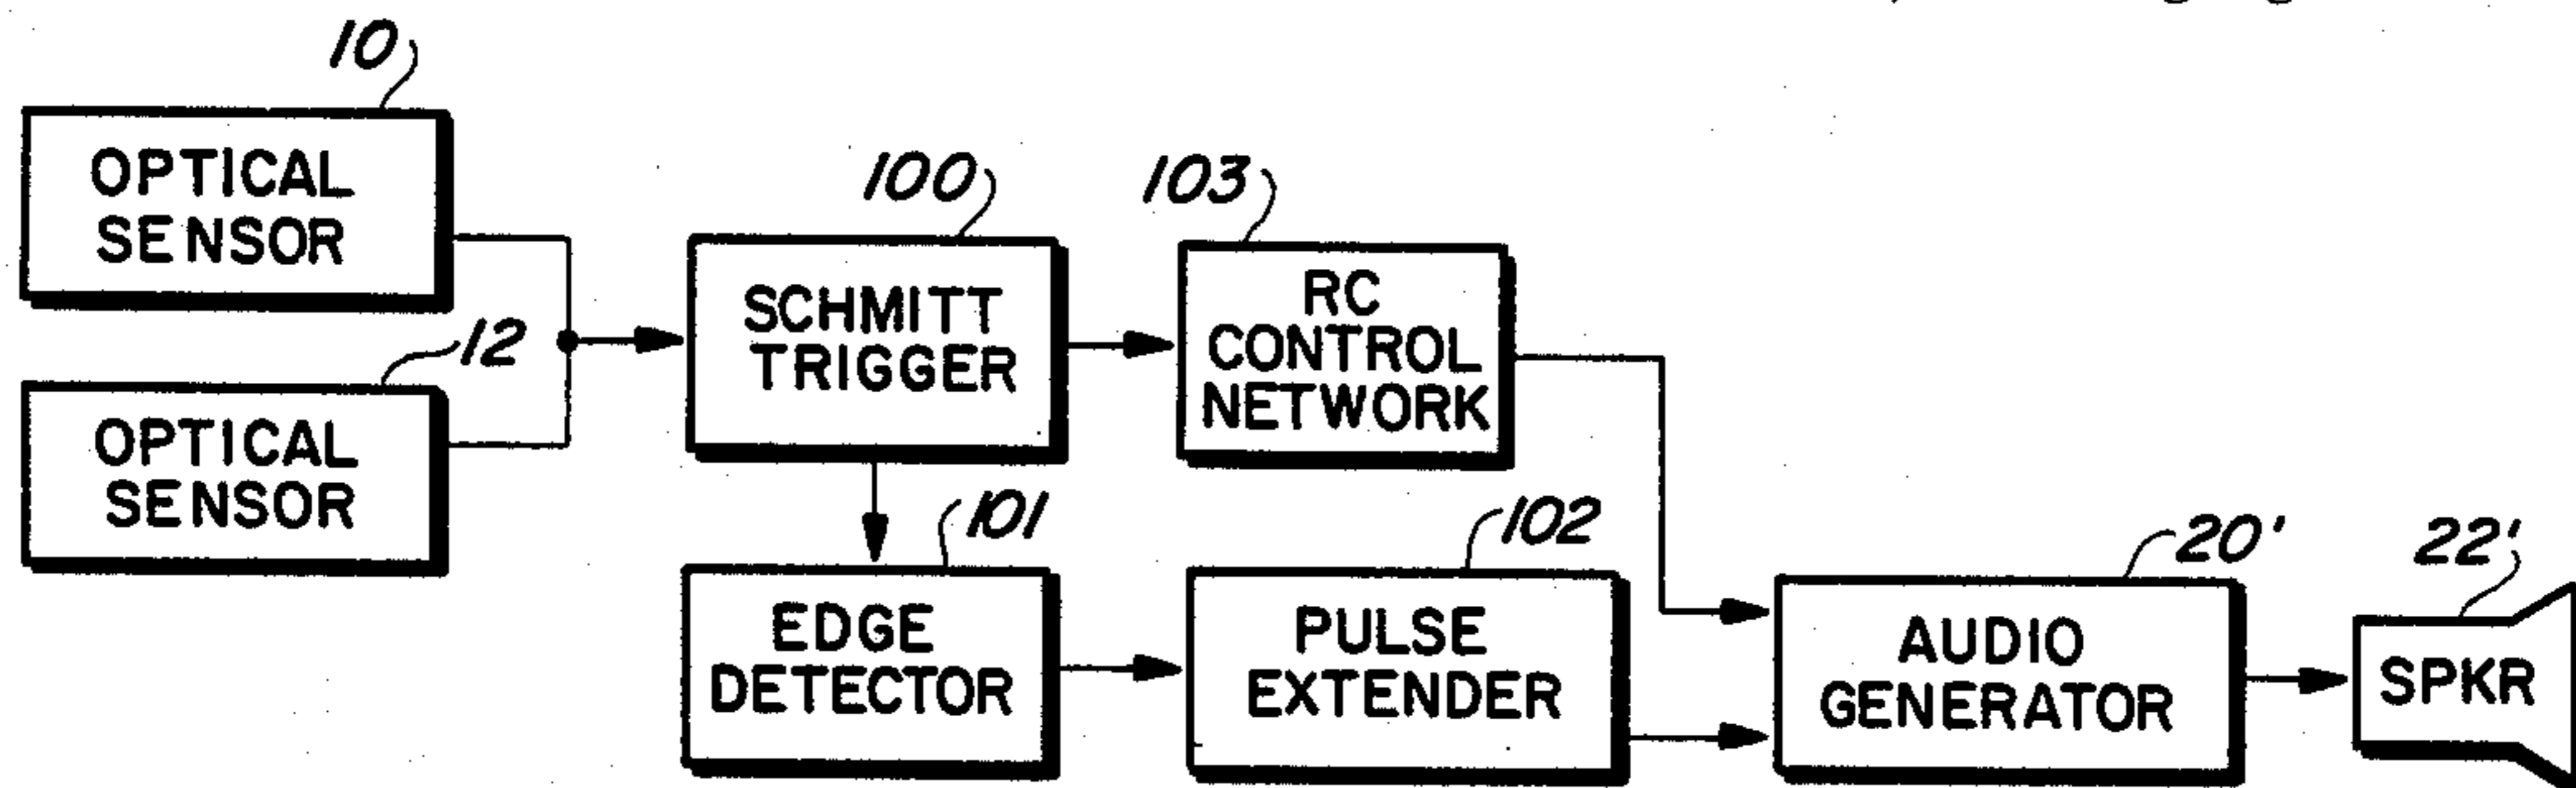 10
OPTICAL
SENSOR
12
OPTICAL
SENSOR
100
SCHMITT
TRIGGER
103
RC
CONTROL
NETWORK
101
EDGE
DETECTOR
102
PULSE
EXTENDER
20'
AUDIO
GENERATOR
22'
SPKR